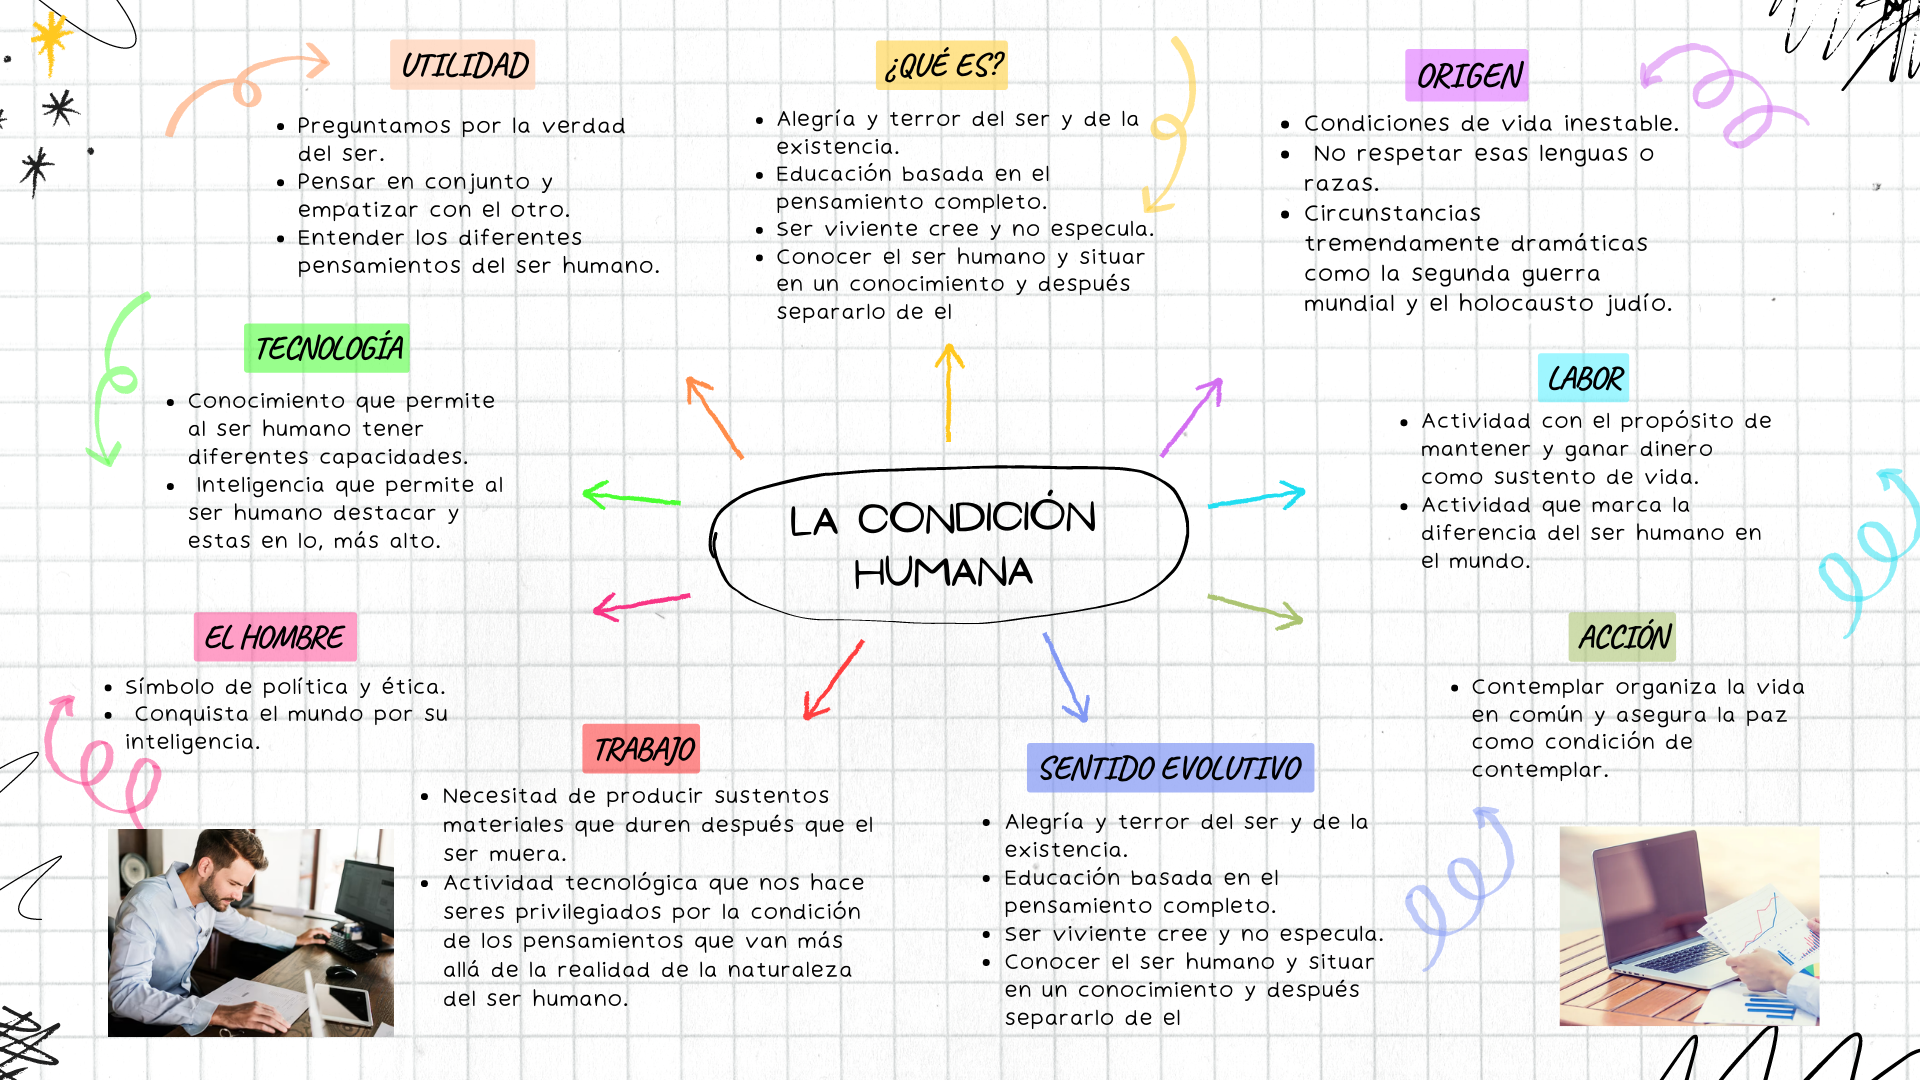 UTILIDAD
Preguntamos por la verdad
del ser.
Pensar en conjunto y
empatizar con el otro.
Entender los diferentes
pensamientos del ser humano.
¿QUÉ ES?
Alegría y terror del ser y de la
existencia.
Educación basada en el
pensamiento completo.
Ser viviente cree y no especula.
Conocer el ser humano y situar
en un conocimiento y después
separarlo de el
ORIGEN
Condiciones de vida inestable.
No respetar esas lenguas o
razas.
Circunstancias
tremendamente dramáticas
como la segunda guerra
mundial y el holocausto judío.
TECNOLOGÍA
Conocimiento que permite
al ser humano tener
diferentes capacidades.
Inteligencia que permite al
ser humano destacar y
estas en lo, más alto.
LA CONDICIÓN
HUMANA
LABOR
Actividad con el propósito de
mantener y ganar dinero
como sustento de vida.
Actividad que marca la
diferencia del ser humano en
el mundo.
EL HOMBRE
Símbolo de política y ética.
Conquista el mundo por su
inteligencia.
TRABAJO
Necesitad de producir sustentos
materiales que duren después que el
ser muera.
Actividad tecnológica que nos hace
seres privilegiados por la condición
de los pensamientos que van más
allá de la realidad de la naturaleza
del ser humano.
SENTIDO EVOLUTIVO
Alegría y terror del ser y de la
existencia.
Educación basada en el
pensamiento completo.
Ser viviente cree y no especula.
Conocer el ser humano y situar
en un conocimiento y después
separarlo de el
ACCIÓN
Contemplar organiza la vida
en común y asegura la paz
como condición de
contemplar.